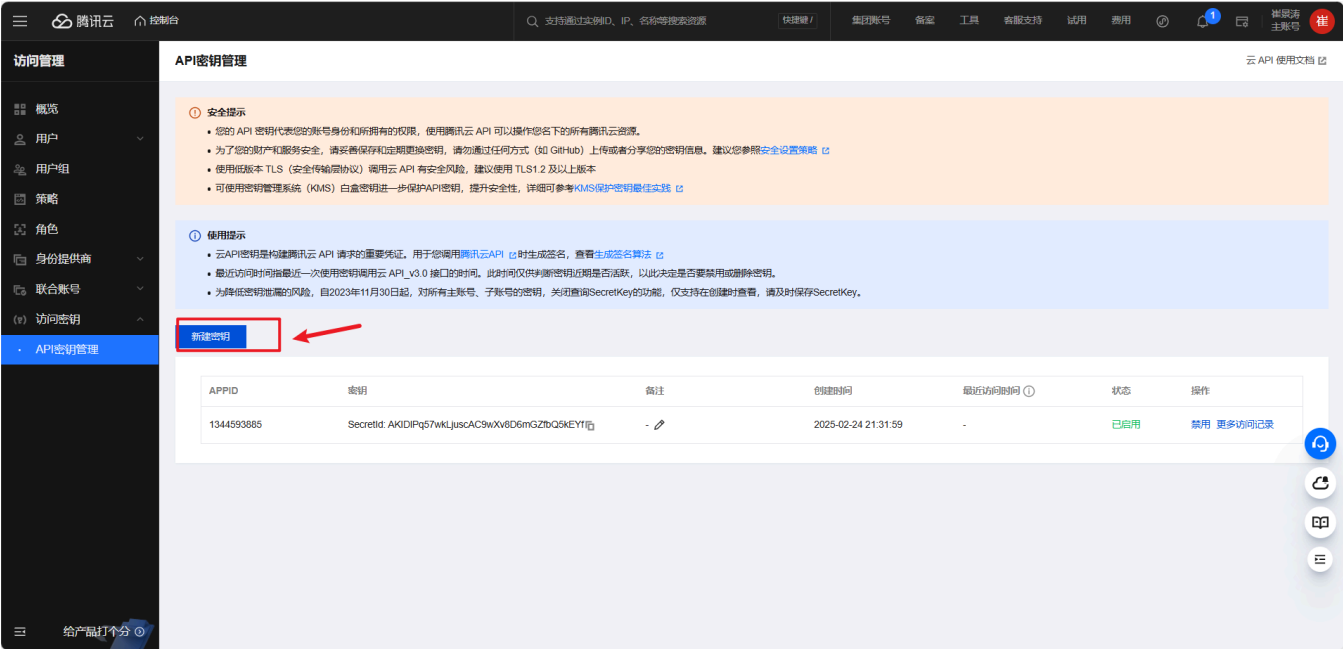 腾讯云
控制台
支持通过实例ID、IP、名称等搜索资源
快捷键 /
集团账号
备案
工具
客服支持
试用
费用
1
崔景涛
主账号
崔
访问管理
API密钥管理
云 API 使用文档
概览
用户
用户组
策略
角色
身份提供商
联合账号
访问密钥
API密钥管理
给产品打个分
安全提示
您的 API 密钥代表您的账号身份和所拥有的权限，使用腾讯云 API 可以操作您名下的所有腾讯云资源。
为了您的财产和服务安全，请妥善保存和定期更换密钥，请勿通过任何方式（如 GitHub）上传或者分享您的密钥信息。建议您参照安全设置策略
使用低版本 TLS（安全传输层协议）调用云 API 有安全风险，建议使用 TLS1.2 及以上版本
可使用密钥管理系统（KMS）白盒密钥进一步保护API密钥，提升安全性，详细可参考KMS保护密钥最佳实践
使用提示
云API密钥是构建腾讯云 API 请求的重要凭证。用于您调用腾讯云API 时生成签名，查看生成签名算法
最近访问时间指最近一次使用密钥调用云 API_v3.0 接口的时间。此时间仅供判断密钥近期是否活跃，以此决定是否要禁用或删除密钥。
为降低密钥泄漏的风险，自2023年11月30日起，对所有主账号、子账号的密钥，关闭查询SecretKey的功能，仅支持在创建时查看，请及时保存SecretKey。
新建密钥
APPID 密钥 备注 创建时间 最近访问时间 状态 操作
1344593885 SecretId: AKIDIPq57wkLjuscAC9wXv8D6mGZfbQ5kEYf - 2025-02-24 21:31:59 - 已启用 禁用 更多访问记录